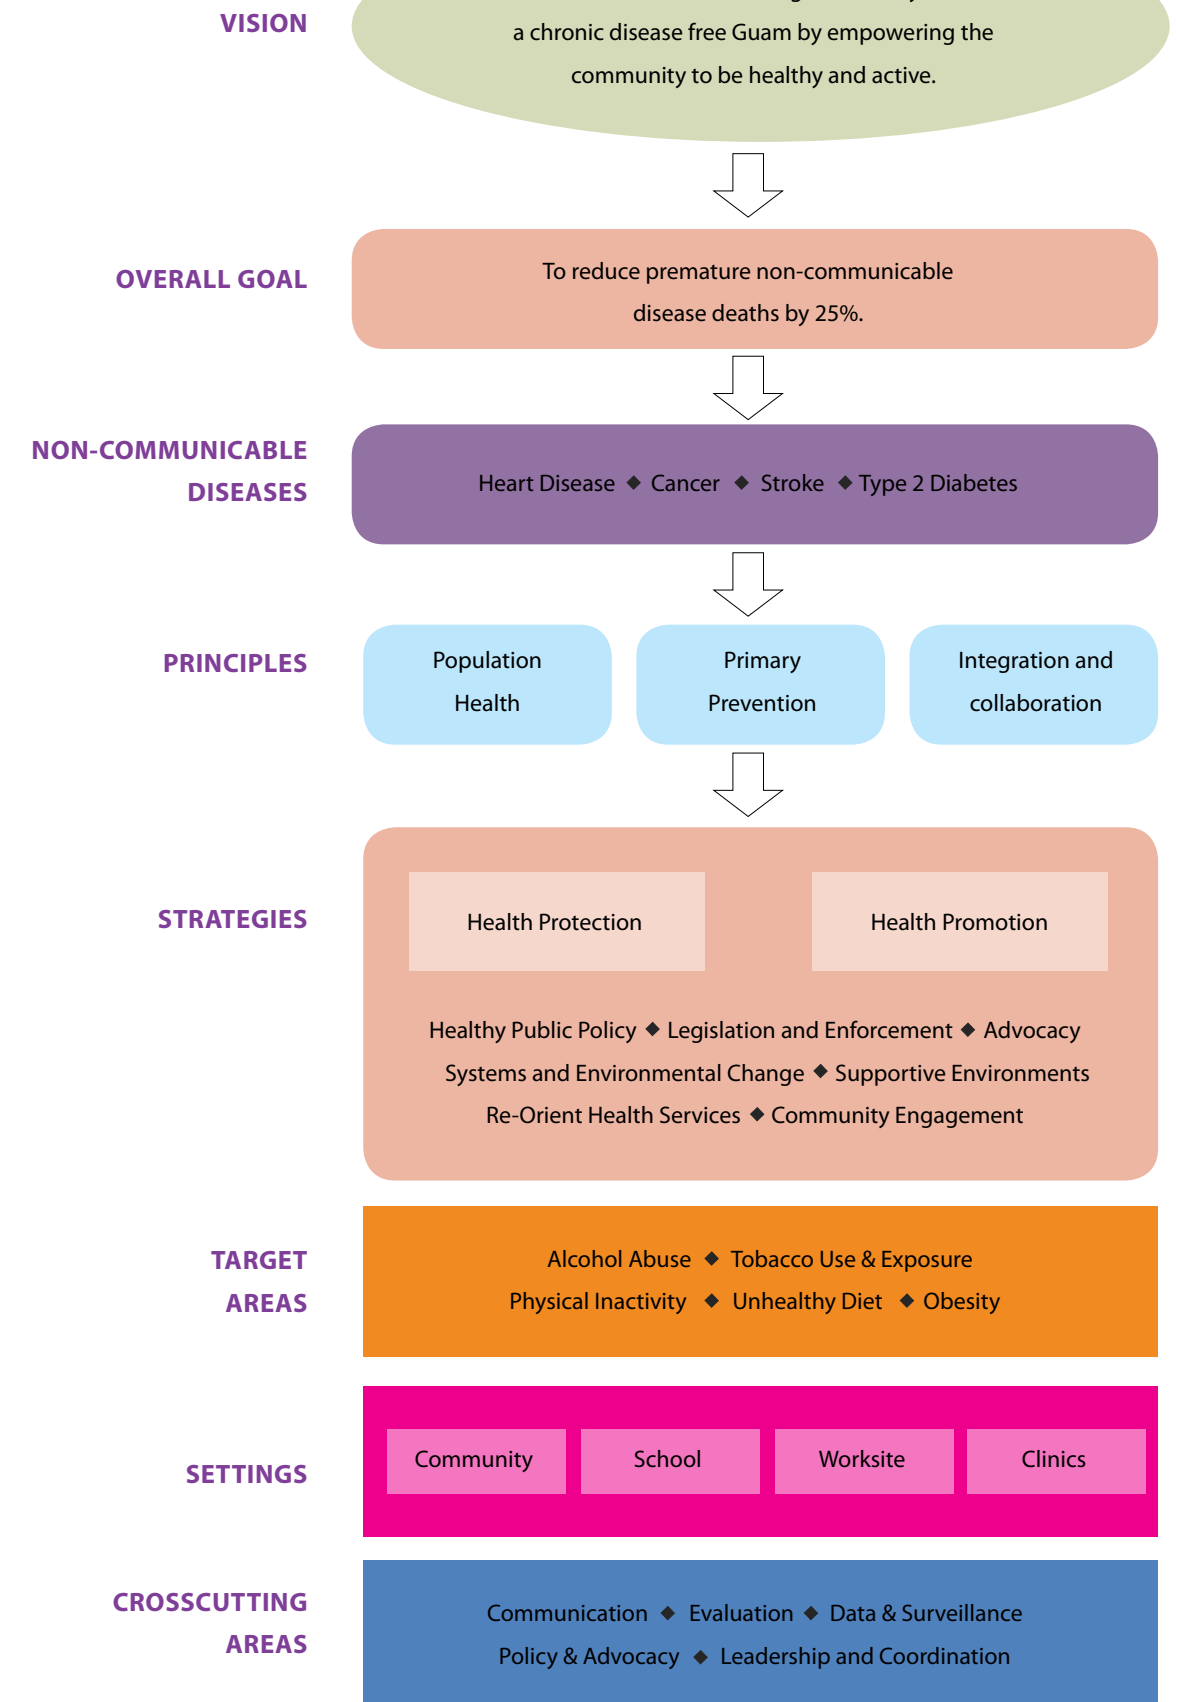 VISION
a chronic disease free Guam by empowering the
community to be healthy and active.
OVERALL GOAL
To reduce premature non-communicable
disease deaths by 25%.
NON-COMMUNICABLE
DISEASES
Heart Disease ◆ Cancer ◆ Stroke ◆ Type 2 Diabetes
PRINCIPLES
Population
Health
Primary
Prevention
Integration and
collaboration
STRATEGIES
Health Protection
Health Promotion
Healthy Public Policy ◆ Legislation and Enforcement ◆ Advocacy
Systems and Environmental Change ◆ Supportive Environments
Re-Orient Health Services ◆ Community Engagement
TARGET
AREAS
Alcohol Abuse ◆ Tobacco Use & Exposure
Physical Inactivity ◆ Unhealthy Diet ◆ Obesity
SETTINGS
Community
School
Worksite
Clinics
CROSSCUTTING
AREAS
Communication ◆ Evaluation ◆ Data & Surveillance
Policy & Advocacy ◆ Leadership and Coordination